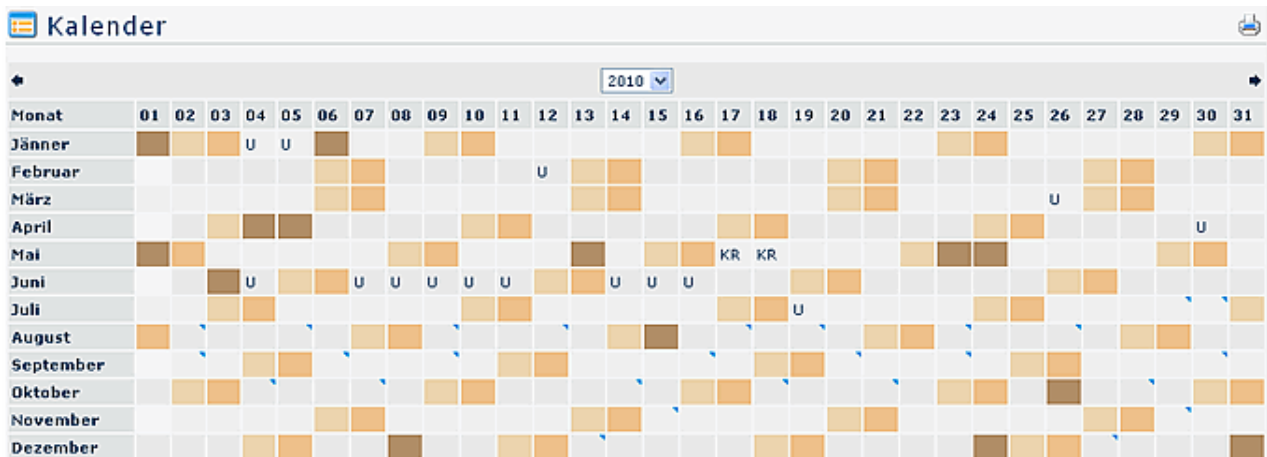 Kalender
2010
Monat 01 02 03 04 05 06 07 08 09 10 11 12 13 14 15 16 17 18 19 20 21 22 23 24 25 26 27 28 29 30 31
Jänner U U
Februar U
März U
April U
Mai KR KR
Juni U U U U U U U U U
Juli U
August
September
Oktober
November
Dezember